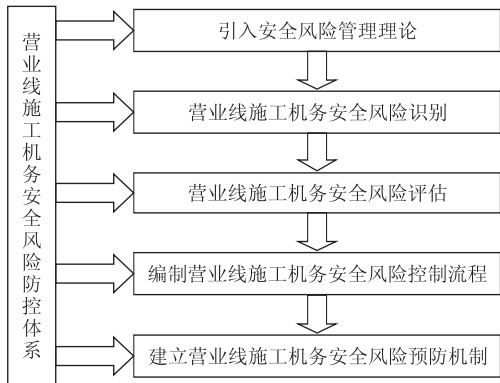 营业线施工机务安全风险防控体系
引入安全风险管理理论
营业线施工机务安全风险识别
营业线施工机务安全风险评估
编制营业线施工机务安全风险控制流程
建立营业线施工机务安全风险预防机制